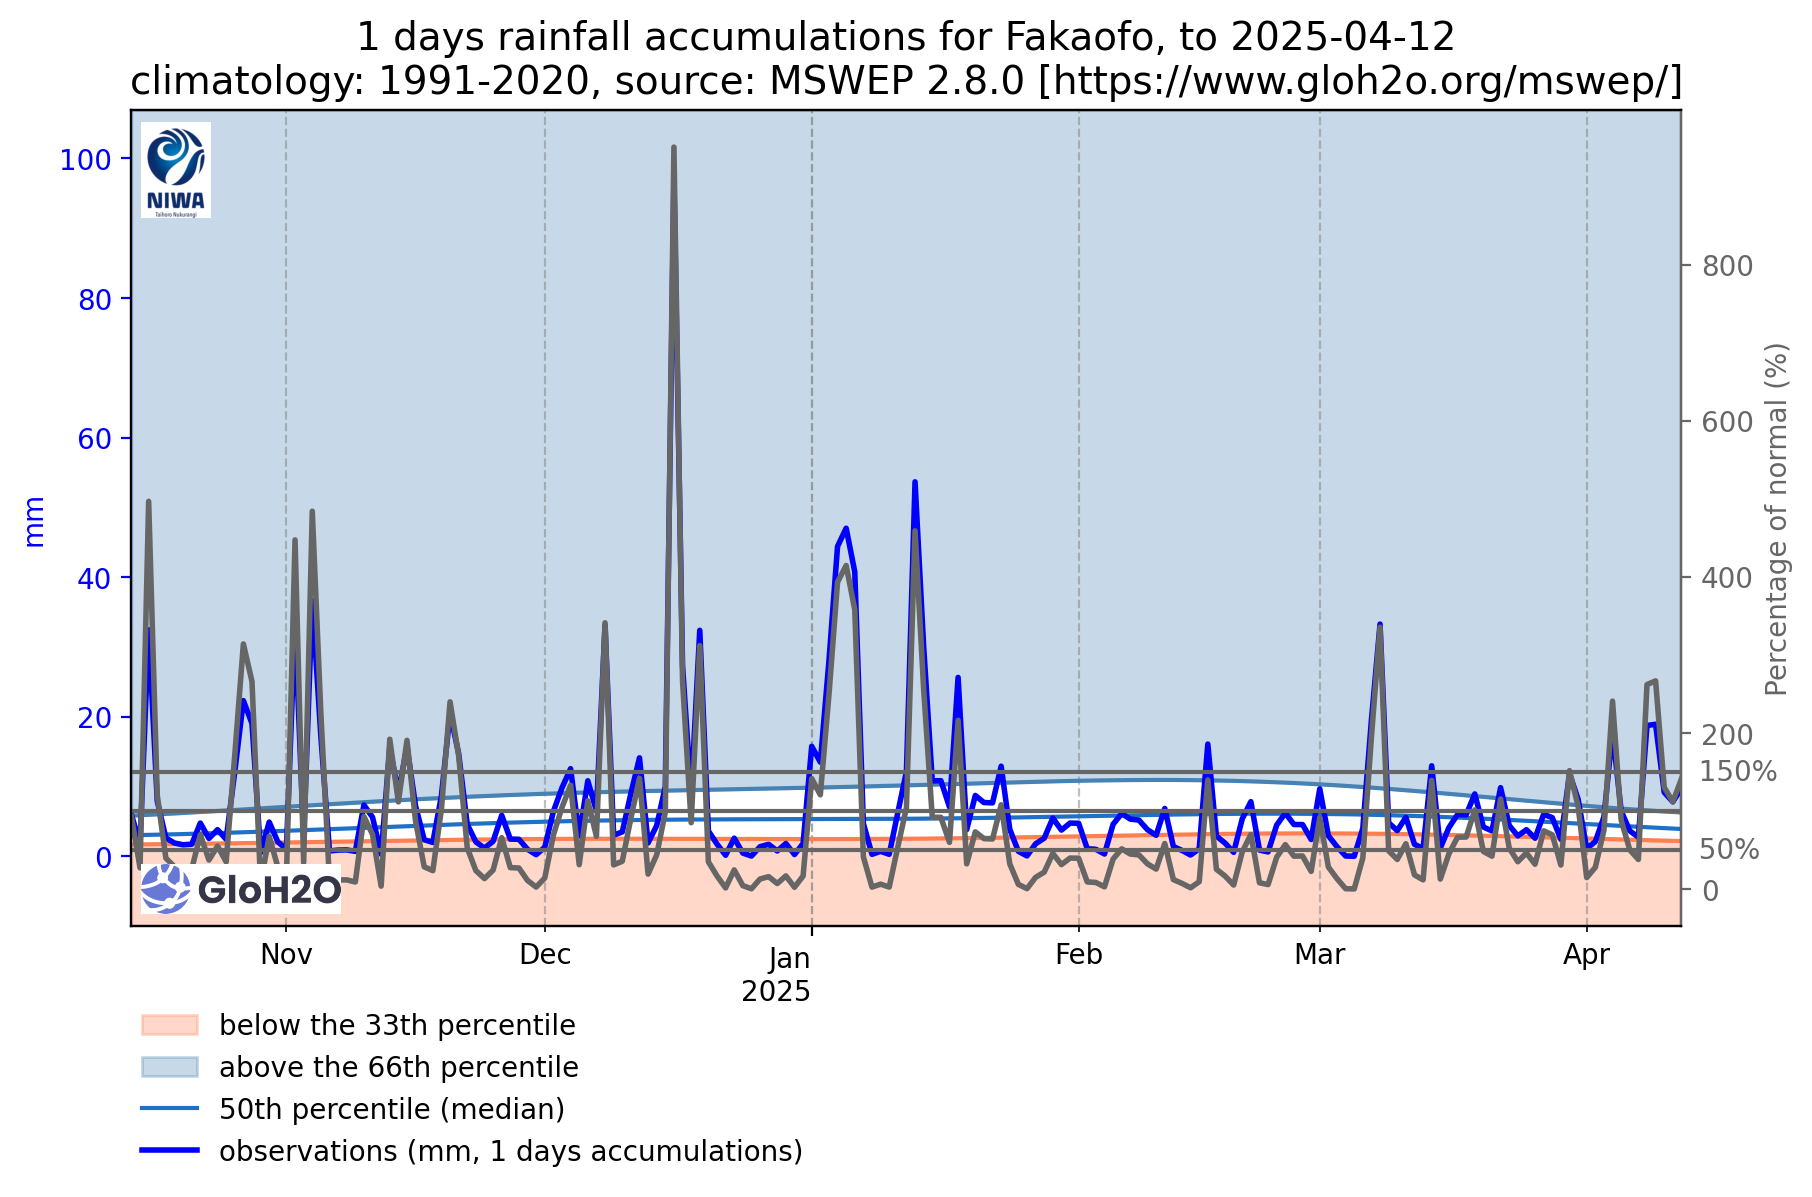 1 days rainfall accumulations for Fakaofo, to 2025-04-12
climatology: 1991-2020, source: MSWEP 2.8.0 [https://www.gloh2o.org/mswep/]
NIWA
Taihoro Nukurangi
100
80
60
40
20
0
mm
800
600
400
200
150%
50%
0
Percentage of normal (%)
GloH2O
Nov
Dec
Jan
2025
Feb
Mar
Apr
below the 33th percentile
above the 66th percentile
50th percentile (median)
observations (mm, 1 days accumulations)